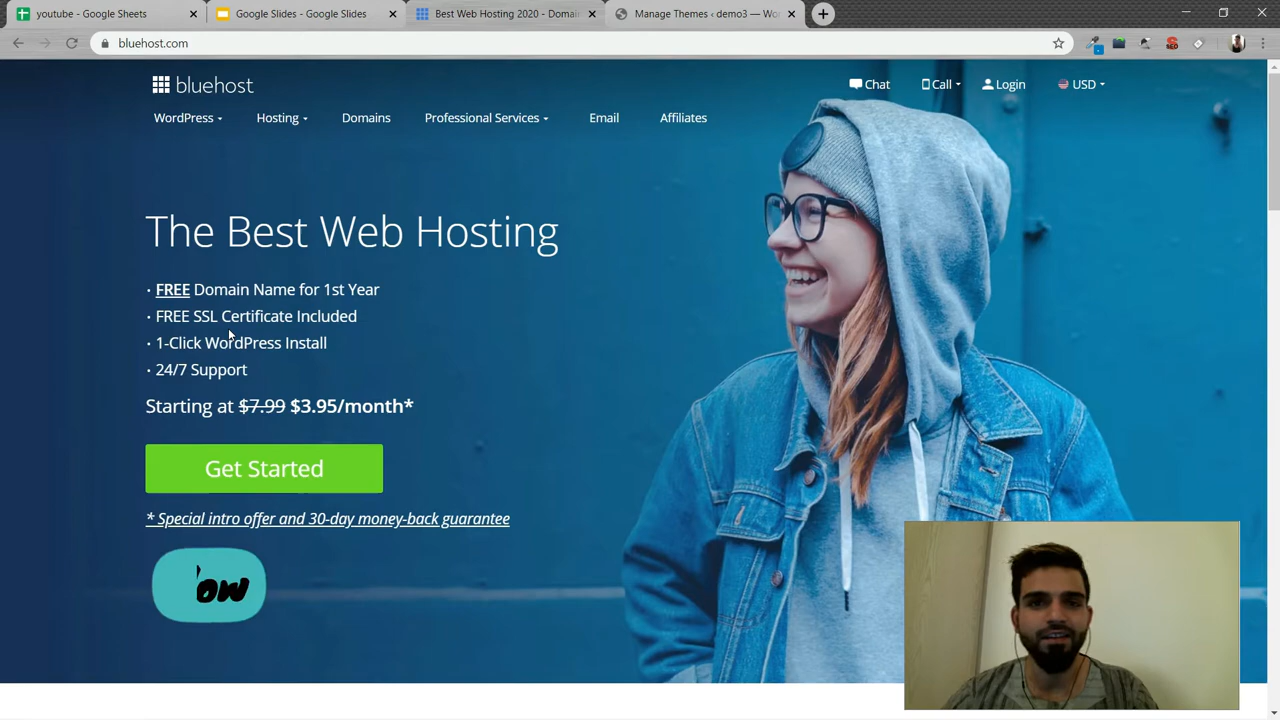 youtube - Google Sheets
Google Slides - Google Slides
Best Web Hosting 2020 - Domai
Manage Themes ‹ demo3 — Wor
bluehost.com
SEO
bluehost
Chat
Call
Login
USD
WordPress
Hosting
Domains
Professional Services
Email
Affiliates
The Best Web Hosting
· FREE Domain Name for 1st Year
· FREE SSL Certificate Included
· 1-Click WordPress Install
· 24/7 Support
Starting at $7.99 $3.95/month*
Get Started
* Special intro offer and 30-day money-back guarantee
ow